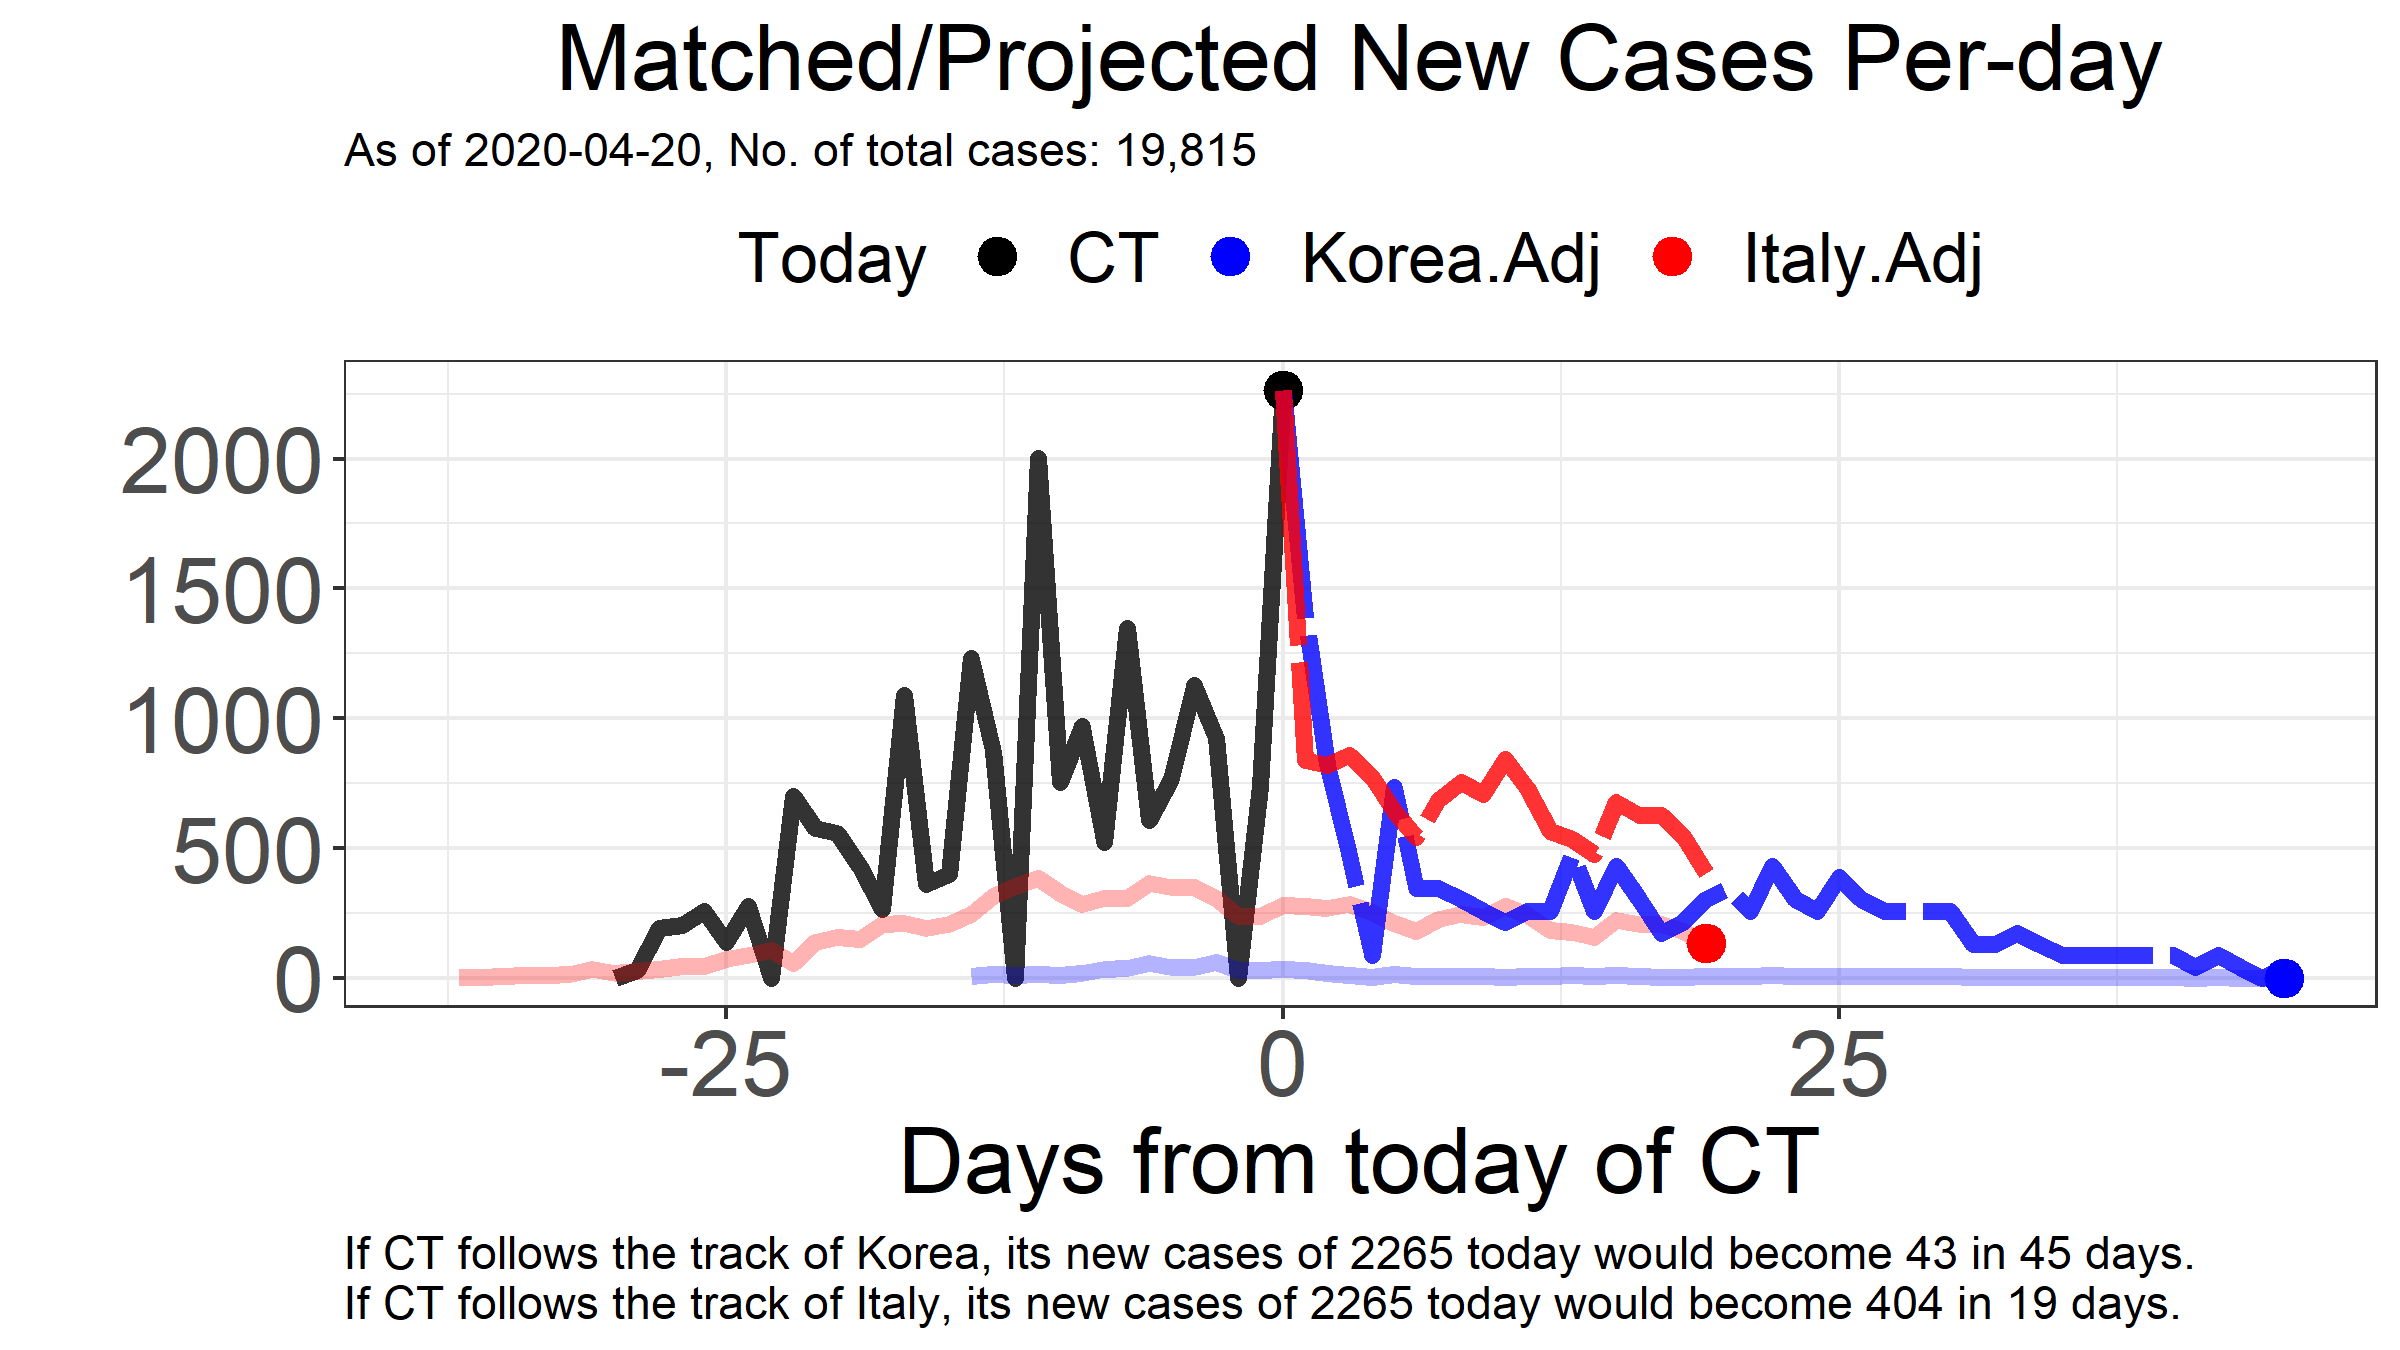 Matched/Projected New Cases Per-day
As of 2020-04-20, No. of total cases: 19,815
Today CT Korea.Adj Italy.Adj
2000
1500
1000
500
0
-25 0 25
Days from today of CT
If CT follows the track of Korea, its new cases of 2265 today would become 43 in 45 days.
If CT follows the track of Italy, its new cases of 2265 today would become 404 in 19 days.